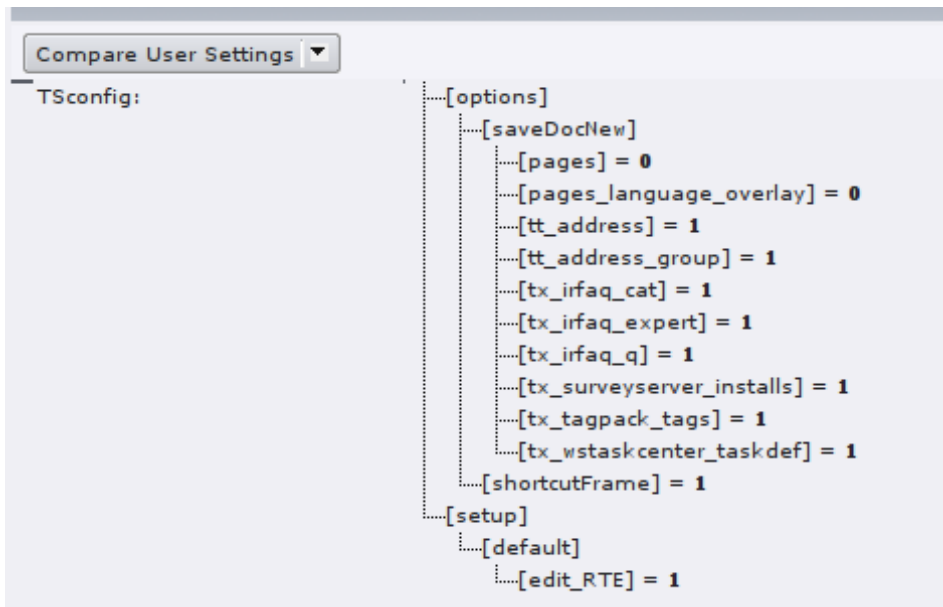 Compare User Settings
TSconfig:
[options]
[saveDocNew]
[pages] = 0
[pages_language_overlay] = 0
[tt_address] = 1
[tt_address_group] = 1
[tx_irfaq_cat] = 1
[tx_irfaq_expert] = 1
[tx_irfaq_q] = 1
[tx_surveyserver_installs] = 1
[tx_tagpack_tags] = 1
[tx_wstaskcenter_taskdef] = 1
[shortcutFrame] = 1
[setup]
[default]
[edit_RTE] = 1